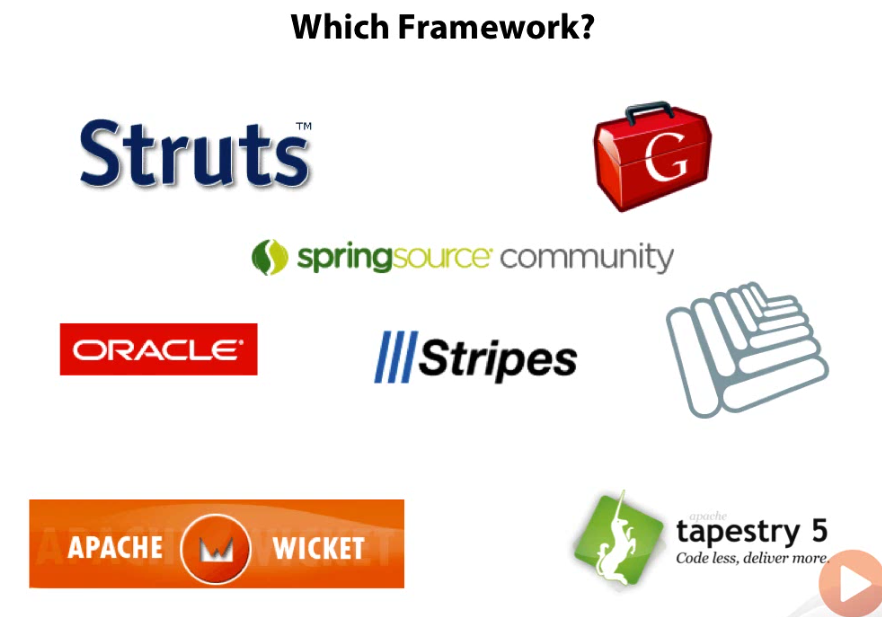 Which Framework?
Struts™
G
springsource community
ORACLE
Stripes
APACHE WICKET
apache
tapestry 5
Code less, deliver more.